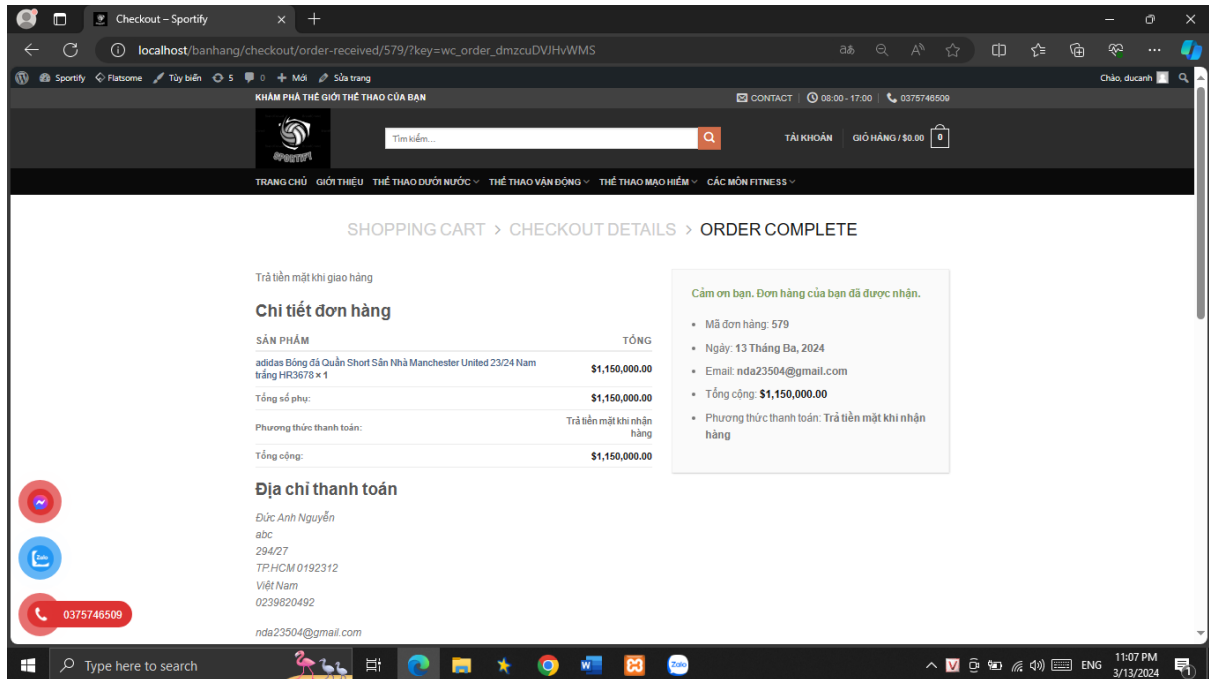 Checkout – Sportify
localhost/banhang/checkout/order-received/579/?key=wc_order_dmzcuDVJHvWMS
Sportify Flatsome Tùy biến 5 0 Mới Sửa trang Chào, ducanh
KHÁM PHÁ THẾ GIỚI THỂ THAO CỦA BẠN CONTACT 08:00 - 17:00 0375746509
SPORTIFY
Tìm kiếm...
TÀI KHOẢN GIỎ HÀNG / $0.00 0
TRANG CHỦ GIỚI THIỆU THỂ THAO DƯỚI NƯỚC THỂ THAO VẬN ĐỘNG THỂ THAO MẠO HIỂM CÁC MÔN FITNESS
SHOPPING CART > CHECKOUT DETAILS > ORDER COMPLETE
Trả tiền mặt khi giao hàng
Chi tiết đơn hàng
SẢN PHẨM TỔNG
adidas Bóng đá Quần Short Sân Nhà Manchester United 23/24 Nam
trắng HR3678 × 1 $1,150,000.00
Tổng số phụ: $1,150,000.00
Phương thức thanh toán: Trả tiền mặt khi nhận
hàng
Tổng cộng: $1,150,000.00
Cảm ơn bạn. Đơn hàng của bạn đã được nhận.
Mã đơn hàng: 579
Ngày: 13 Tháng Ba, 2024
Email: nda23504@gmail.com
Tổng cộng: $1,150,000.00
Phương thức thanh toán: Trả tiền mặt khi nhận
hàng
Địa chỉ thanh toán
Đức Anh Nguyễn
abc
294/27
TP.HCM 0192312
Việt Nam
0239820492
nda23504@gmail.com
Zalo
0375746509
Type here to search
Zalo
V
ENG
11:07 PM
3/13/2024
1